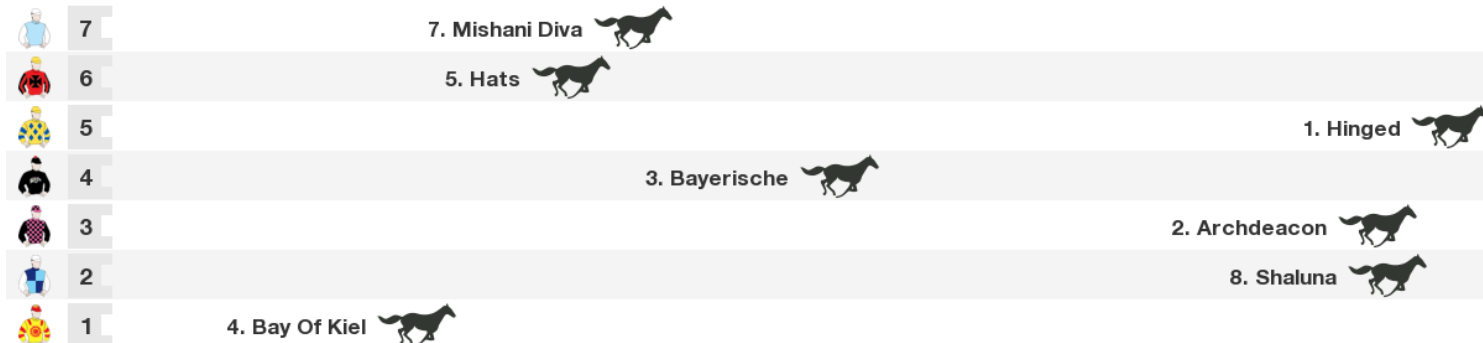 7 7. Mishani Diva
6 5. Hats
5 1. Hinged
4 3. Bayerische
3 2. Archdeacon
2 8. Shaluna
1 4. Bay Of Kiel